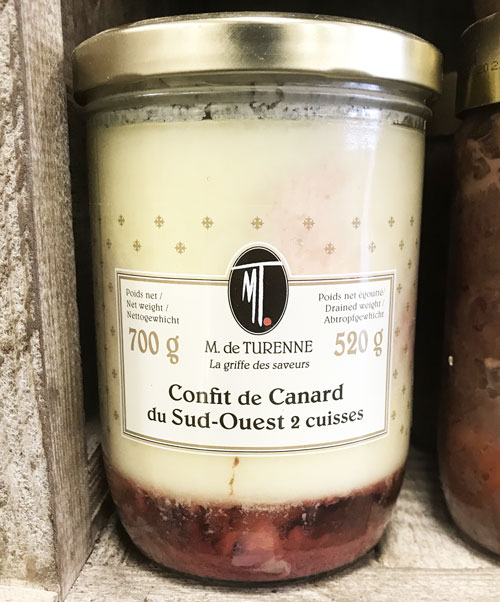 MT.
Poids net /
Net weight /
Nettogewhicht
700 g
Poids net égoutté/
Drained weight /
Abtropfgewicht
520 g
M. de TURENNE
La griffe des saveurs
Confit de Canard
du Sud-Ouest 2 cuisses